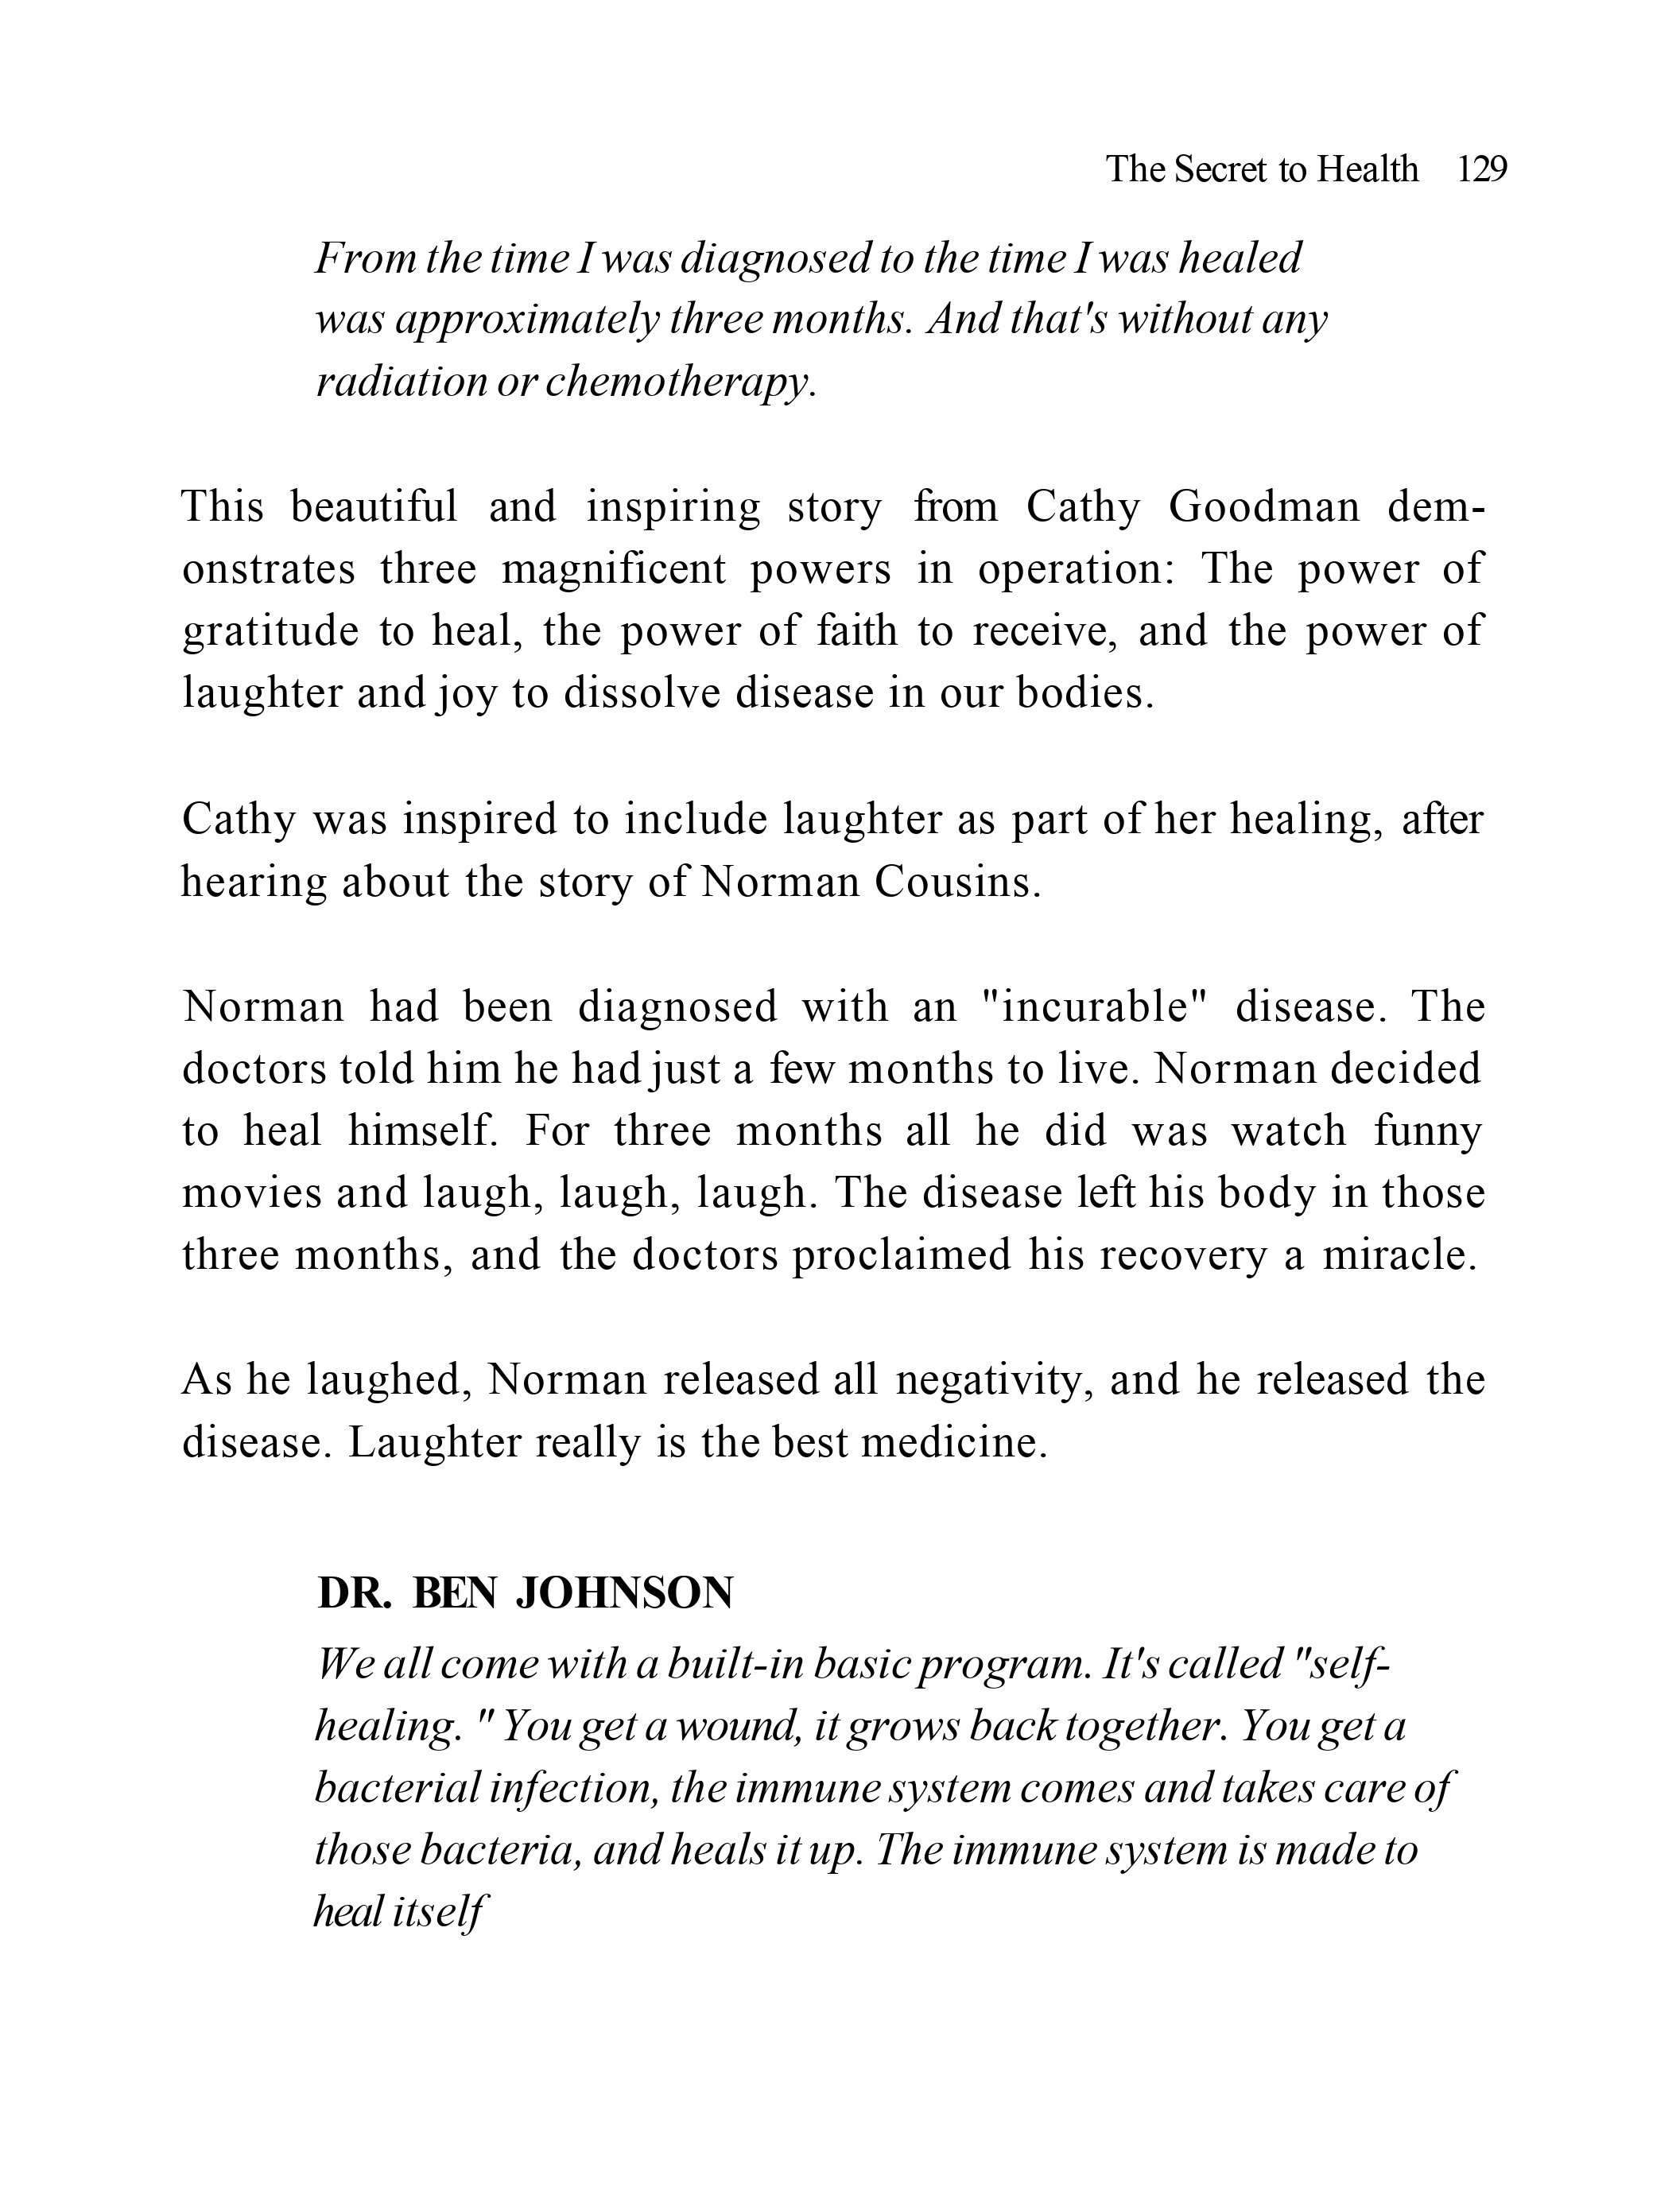 The Secret to Health 129
From the time I was diagnosed to the time I was healed
was approximately three months. And that's without any
radiation or chemotherapy.
This beautiful and inspiring story from Cathy Goodman dem-
onstrates three magnificent powers in operation: The power of
gratitude to heal, the power of faith to receive, and the power of
laughter and joy to dissolve disease in our bodies.
Cathy was inspired to include laughter as part of her healing, after
hearing about the story of Norman Cousins.
Norman had been diagnosed with an "incurable" disease. The
doctors told him he had just a few months to live. Norman decided
to heal himself. For three months all he did was watch funny
movies and laugh, laugh, laugh. The disease left his body in those
three months, and the doctors proclaimed his recovery a miracle.
As he laughed, Norman released all negativity, and he released the
disease. Laughter really is the best medicine.
DR. BEN JOHNSON
We all come with a built-in basic program. It's called "self-
healing. " You get a wound, it grows back together. You get a
bacterial infection, the immune system comes and takes care of
those bacteria, and heals it up. The immune system is made to
heal itself